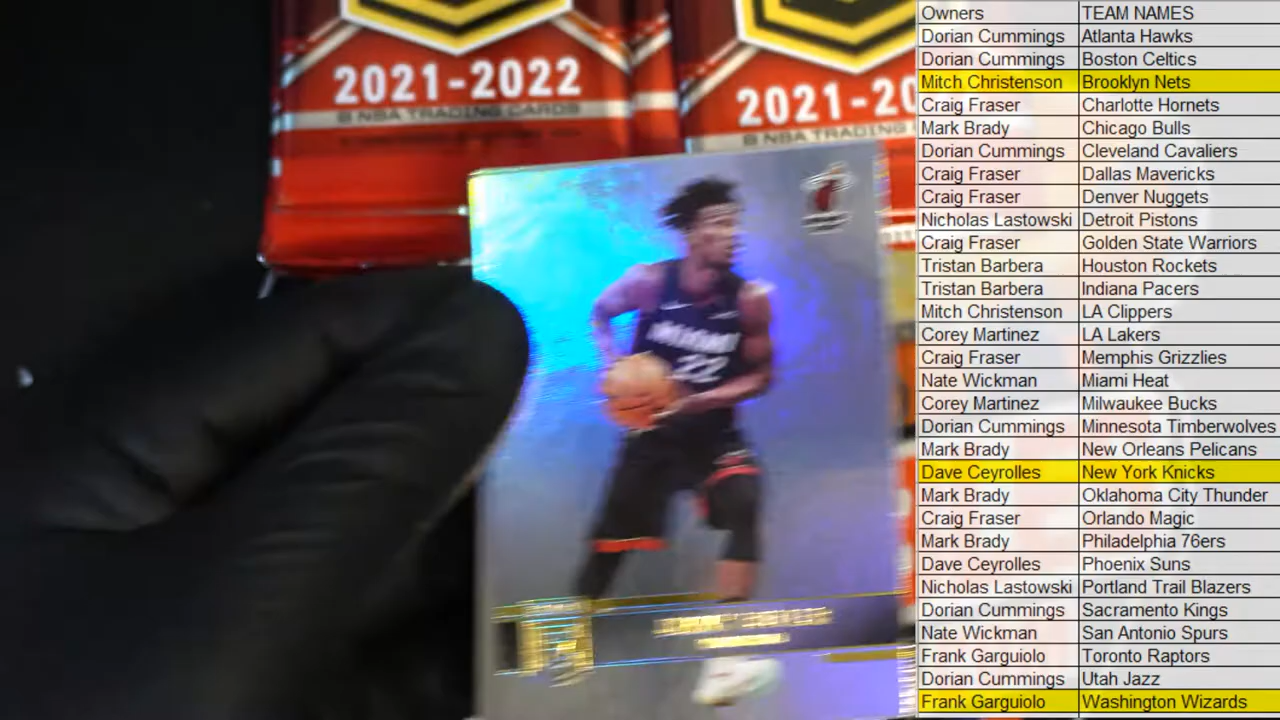 2021-2022
8 NBA TRADING CARDS
2021-20
8 NBA TRADING
MIAMI
22
Owners TEAM NAMES
Dorian Cummings Atlanta Hawks
Dorian Cummings Boston Celtics
Mitch Christenson Brooklyn Nets
Craig Fraser Charlotte Hornets
Mark Brady Chicago Bulls
Dorian Cummings Cleveland Cavaliers
Craig Fraser Dallas Mavericks
Craig Fraser Denver Nuggets
Nicholas Lastowski Detroit Pistons
Craig Fraser Golden State Warriors
Tristan Barbera Houston Rockets
Tristan Barbera Indiana Pacers
Mitch Christenson LA Clippers
Corey Martinez LA Lakers
Craig Fraser Memphis Grizzlies
Nate Wickman Miami Heat
Corey Martinez Milwaukee Bucks
Dorian Cummings Minnesota Timberwolves
Mark Brady New Orleans Pelicans
Dave Ceyrolles New York Knicks
Mark Brady Oklahoma City Thunder
Craig Fraser Orlando Magic
Mark Brady Philadelphia 76ers
Dave Ceyrolles Phoenix Suns
Nicholas Lastowski Portland Trail Blazers
Dorian Cummings Sacramento Kings
Nate Wickman San Antonio Spurs
Frank Garguiolo Toronto Raptors
Dorian Cummings Utah Jazz
Frank Garguiolo Washington Wizards